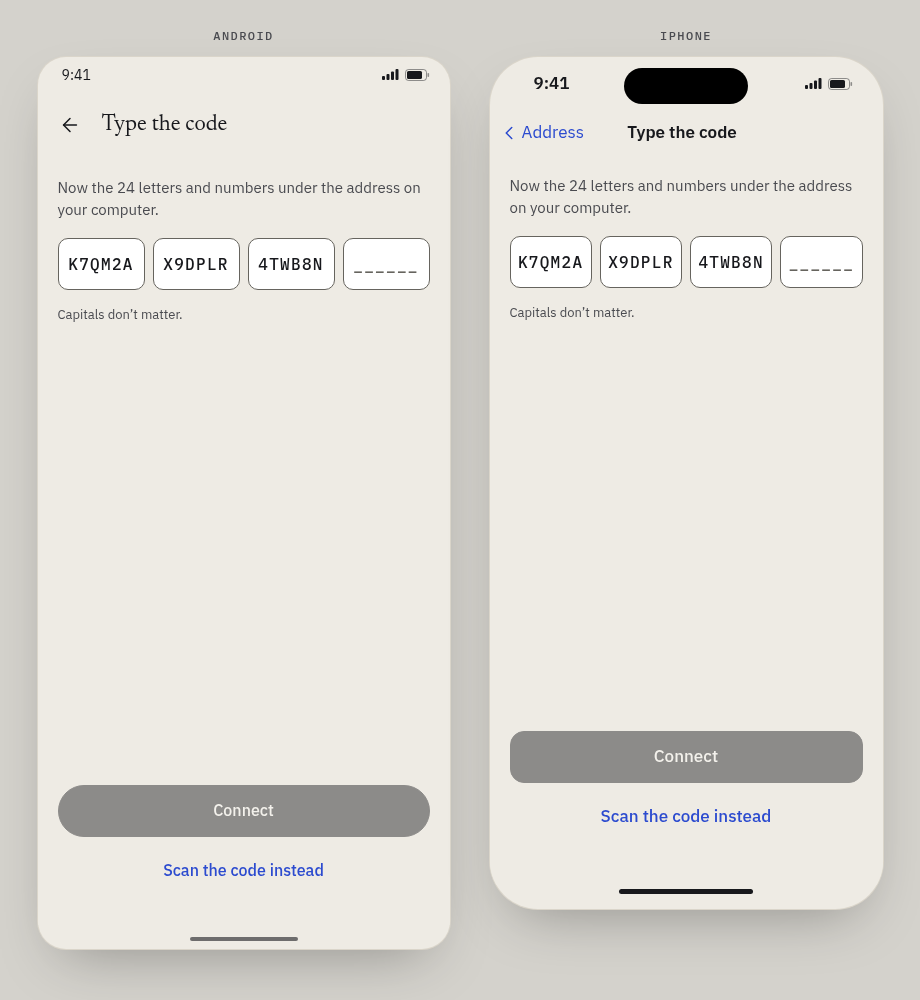 ANDROID
9:41
Type the code
Now the 24 letters and numbers under the address on
your computer.
K7QM2A X9DPLR 4TWB8N ______
Capitals don’t matter.
Connect
Scan the code instead
IPHONE
9:41
Address Type the code
Now the 24 letters and numbers under the address
on your computer.
K7QM2A X9DPLR 4TWB8N ______
Capitals don’t matter.
Connect
Scan the code instead